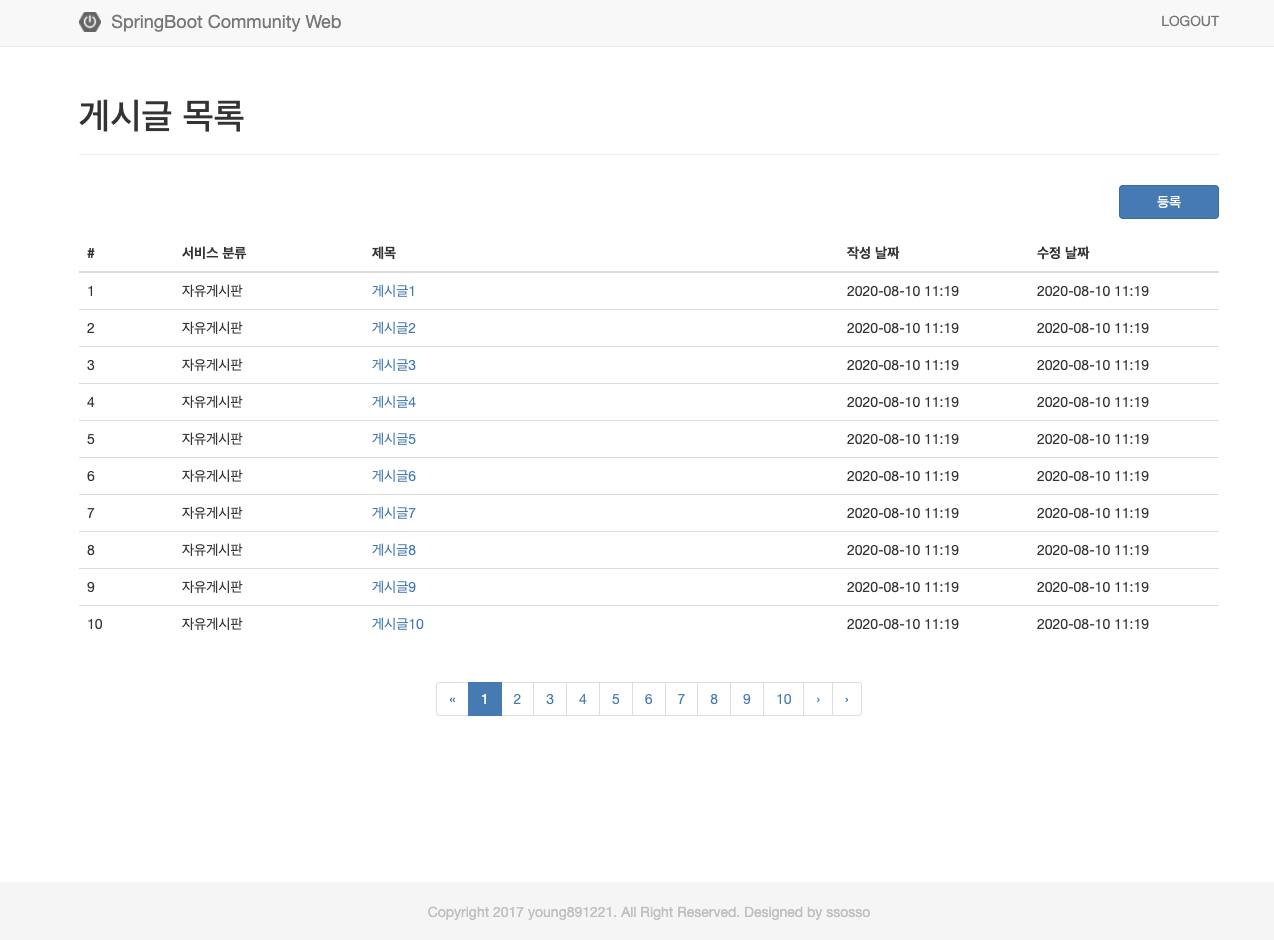 SpringBoot Community Web LOGOUT
게시글 목록
등록
# 서비스 분류 제목 작성 날짜 수정 날짜
1 자유게시판 게시글1 2020-08-10 11:19 2020-08-10 11:19
2 자유게시판 게시글2 2020-08-10 11:19 2020-08-10 11:19
3 자유게시판 게시글3 2020-08-10 11:19 2020-08-10 11:19
4 자유게시판 게시글4 2020-08-10 11:19 2020-08-10 11:19
5 자유게시판 게시글5 2020-08-10 11:19 2020-08-10 11:19
6 자유게시판 게시글6 2020-08-10 11:19 2020-08-10 11:19
7 자유게시판 게시글7 2020-08-10 11:19 2020-08-10 11:19
8 자유게시판 게시글8 2020-08-10 11:19 2020-08-10 11:19
9 자유게시판 게시글9 2020-08-10 11:19 2020-08-10 11:19
10 자유게시판 게시글10 2020-08-10 11:19 2020-08-10 11:19
« 1 2 3 4 5 6 7 8 9 10 › ›
Copyright 2017 young891221. All Right Reserved. Designed by ssosso